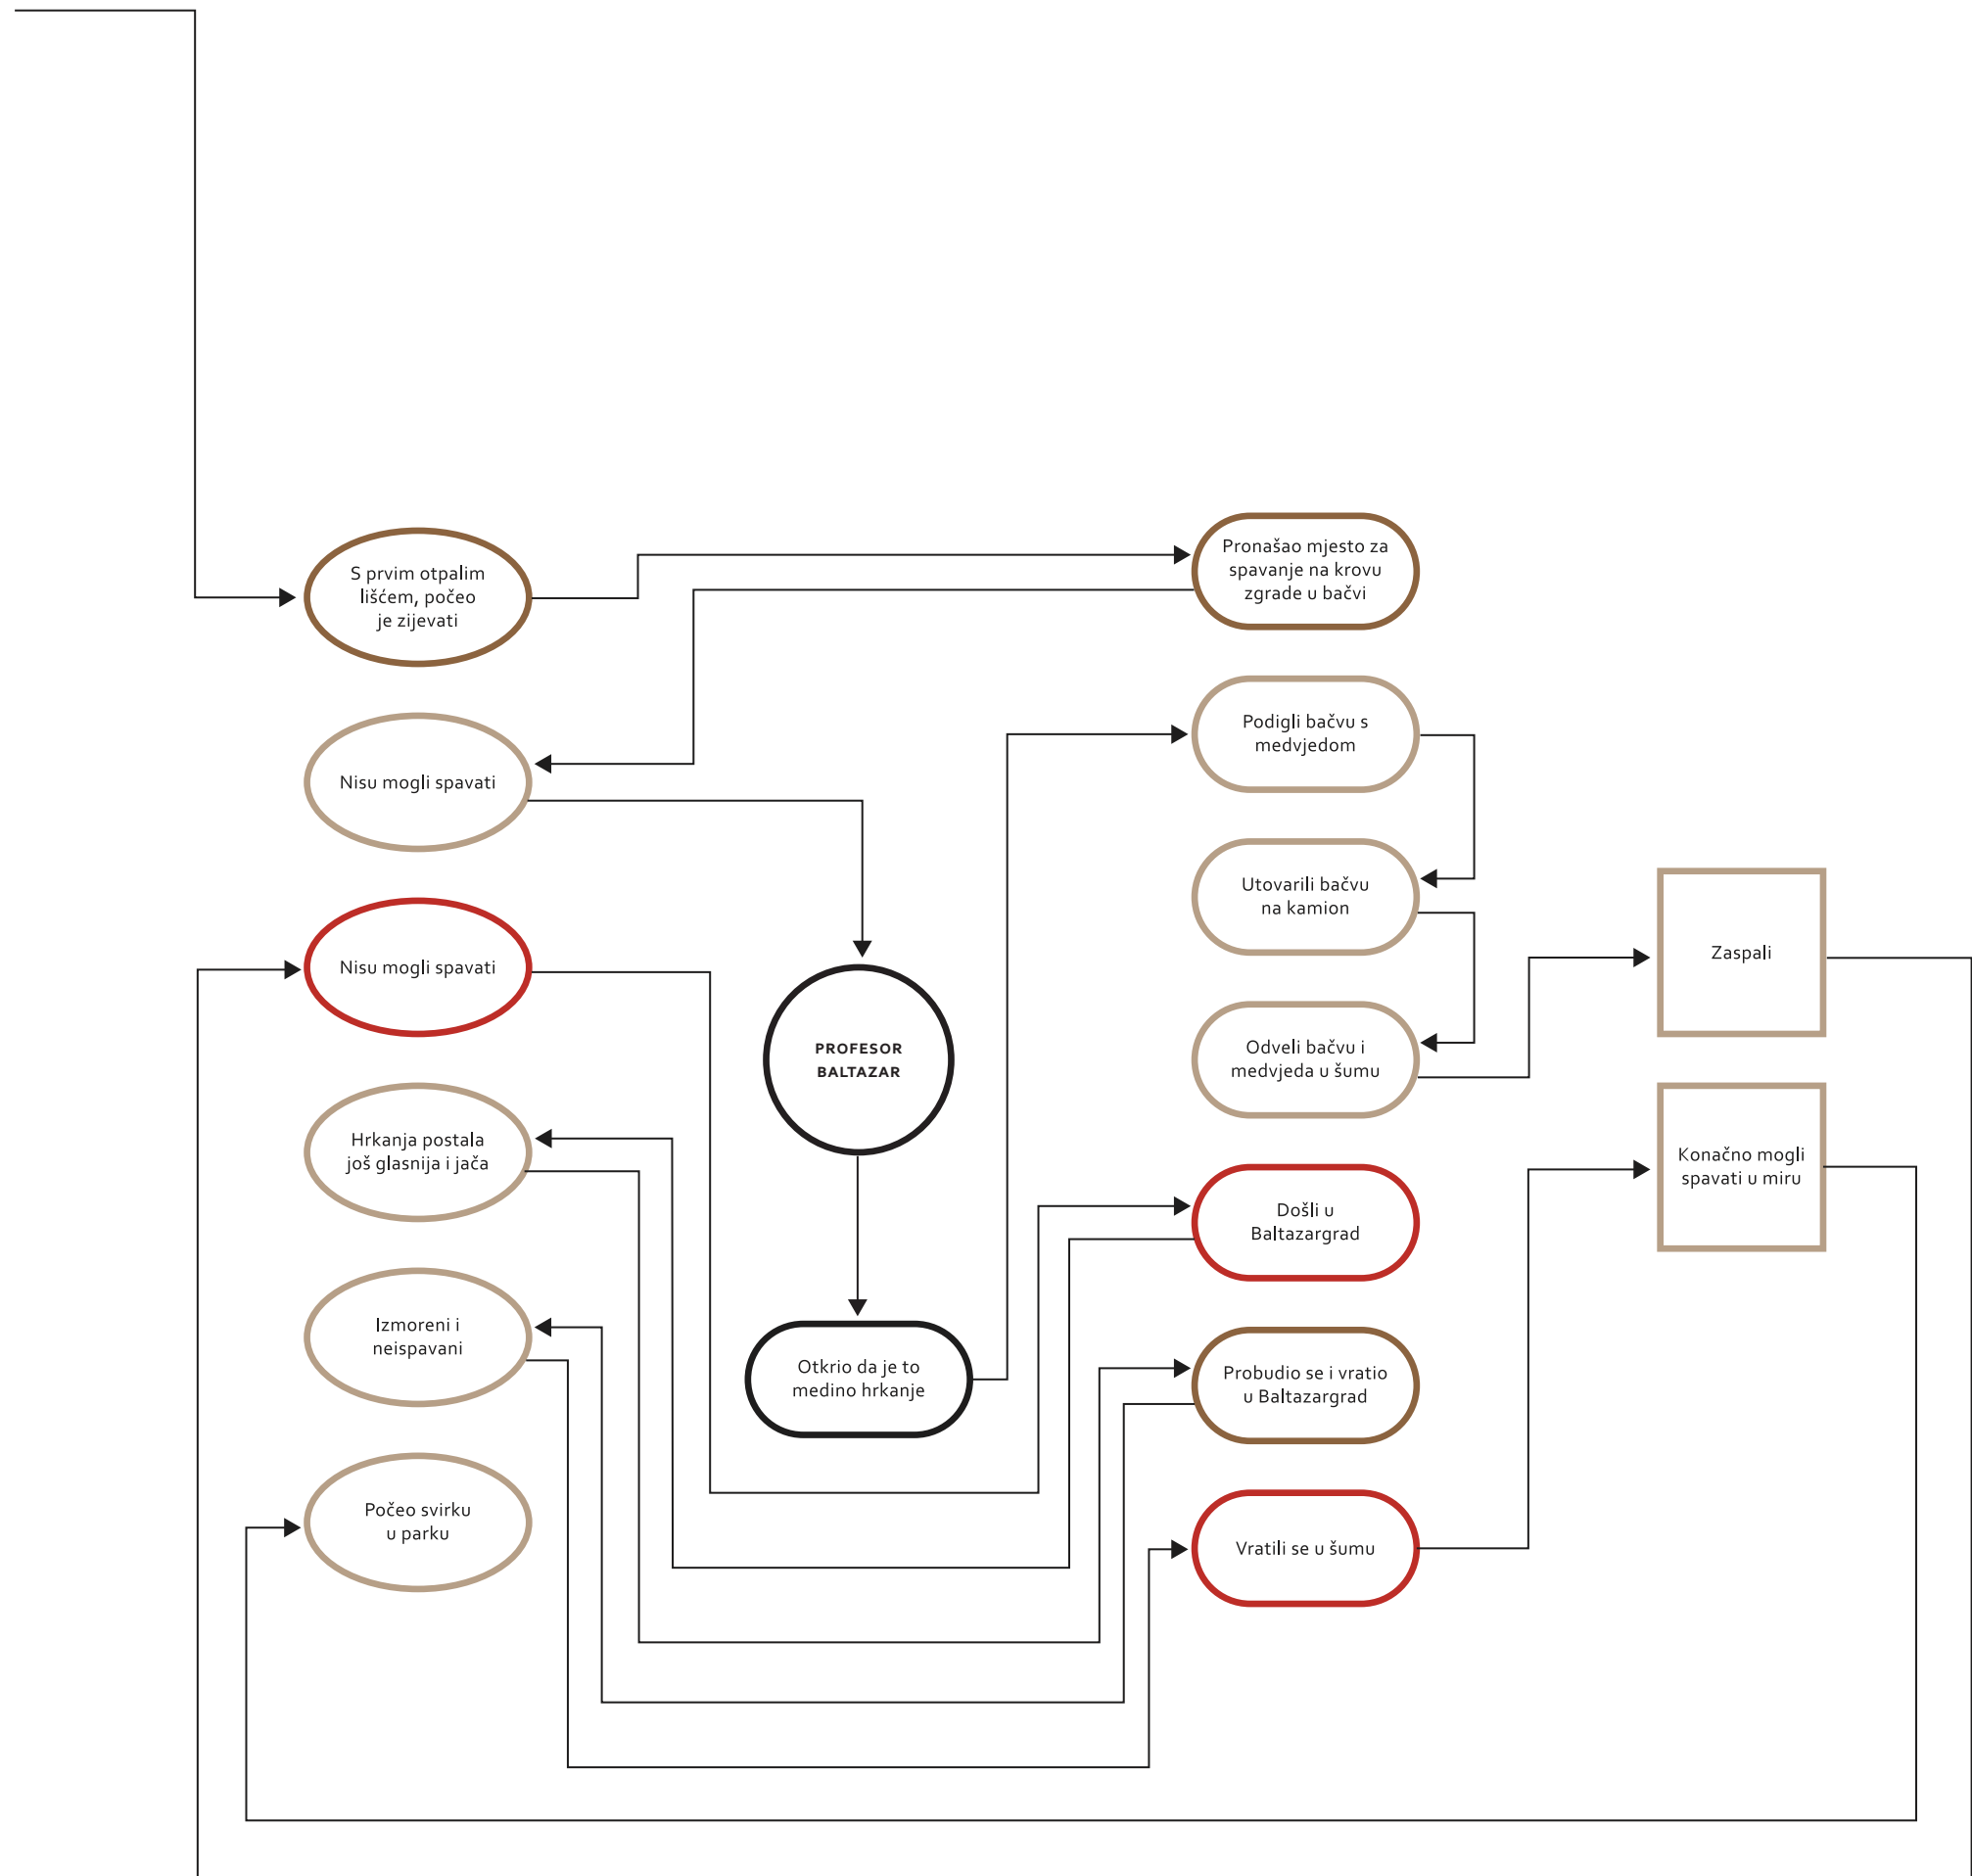 S prvim otpalim
lišćem, počeo
je zijevati
Nisu mogli spavati
Nisu mogli spavati
Hrkanja postala
još glasnija i jača
Izmoreni i
neispavani
Počeo svirku
u parku
PROFESOR
BALTAZAR
Otkrio da je to
medino hrkanje
Pronašao mjesto za
spavanje na krovu
zgrade u bačvi
Podigli bačvu s
medvjedom
Utovarili bačvu
na kamion
Odveli bačvu i
medvjeda u šumu
Došli u
Baltazargrad
Probudio se i vratio
u Baltazargrad
Vratili se u šumu
Zaspali
Konačno mogli
spavati u miru